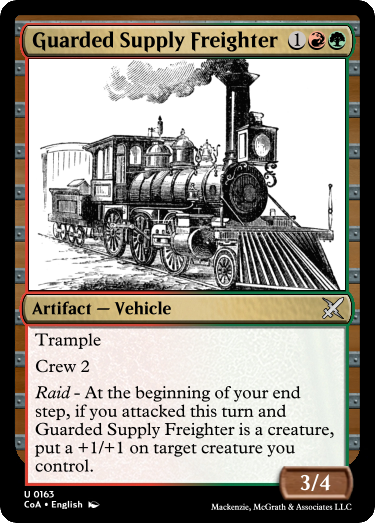 Guarded Supply Freighter 1
Artifact — Vehicle
Trample
Crew 2
Raid - At the beginning of your end
step, if you attacked this turn and
Guarded Supply Freighter is a creature,
put a +1/+1 on target creature you
control.
3/4
U 0163
CoA • English
Mackenzie, McGrath & Associates LLC